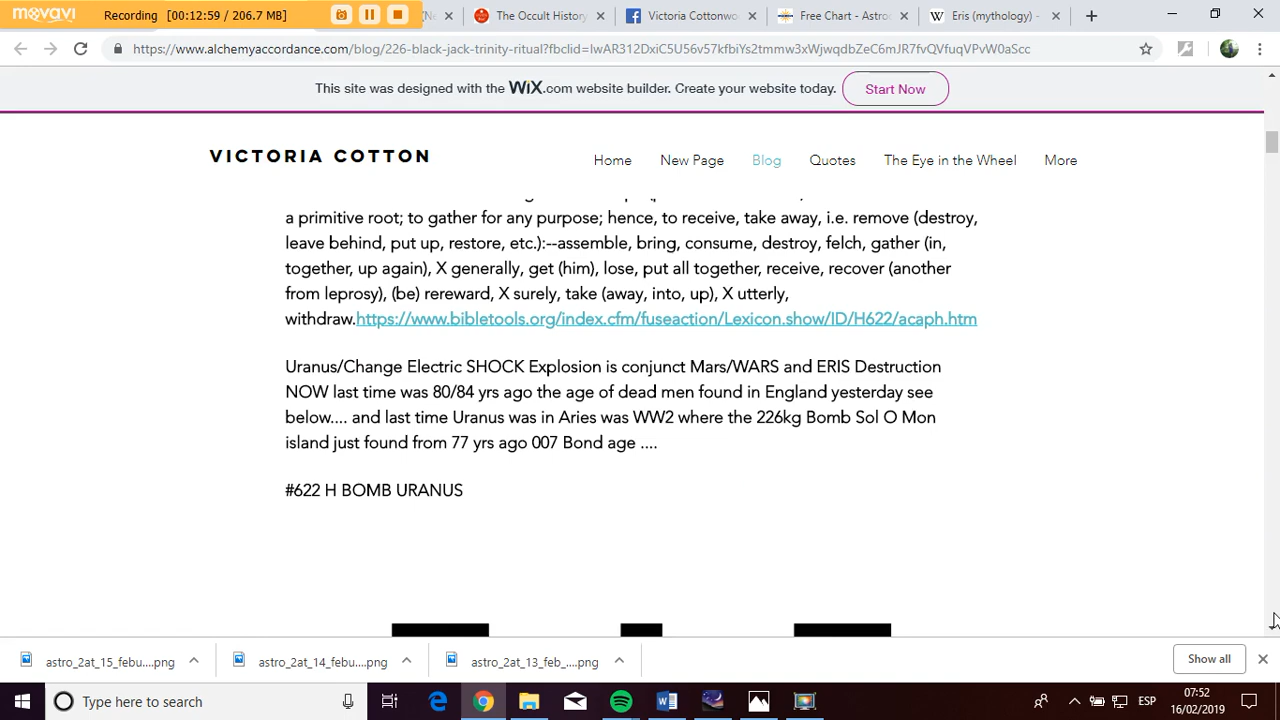 movavi Recording [00:12:59 / 206.7 MB]
The Occult History
Victoria Cottonwo
Free Chart - Astro
Eris (mythology) -
https://www.alchemyaccordance.com/blog/226-black-jack-trinity-ritual?fbclid=IwAR312DxiC5U56v57kfbiYs2tmmw3xWjwqdbZeC6mJR7fvQVfuqVPvW0aScc
This site was designed with the WiX.com website builder. Create your website today. Start Now
VICTORIA COTTON
Home New Page Blog Quotes The Eye in the Wheel More
a primitive root; to gather for any purpose; hence, to receive, take away, i.e. remove (destroy,
leave behind, put up, restore, etc.):--assemble, bring, consume, destroy, felch, gather (in,
together, up again), X generally, get (him), lose, put all together, receive, recover (another
from leprosy), (be) rereward, X surely, take (away, into, up), X utterly,
withdraw.https://www.bibletools.org/index.cfm/fuseaction/Lexicon.show/ID/H622/acaph.htm
Uranus/Change Electric SHOCK Explosion is conjunct Mars/WARS and ERIS Destruction
NOW last time was 80/84 yrs ago the age of dead men found in England yesterday see
below.... and last time Uranus was in Aries was WW2 where the 226kg Bomb Sol O Mon
island just found from 77 yrs ago 007 Bond age ....
#622 H BOMB URANUS
astro_2at_15_febu....png astro_2at_14_febu....png astro_2at_13_feb_....png Show all
Type here to search
ESP
07:52
16/02/2019